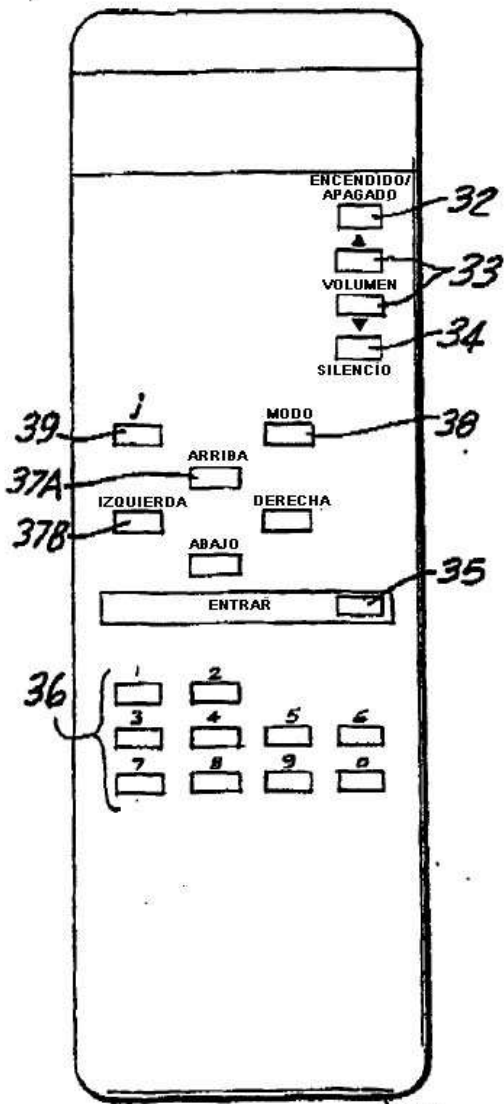 ENCENDIDO/
APAGADO
32
33
VOLUMEN
34
SILENCIO
39
j
MODO
38
37A
ARRIBA
37B
IZQUIERDA
DERECHA
ABAJO
35
ENTRAR
36
1 2
3 4 5 6
7 8 9 0